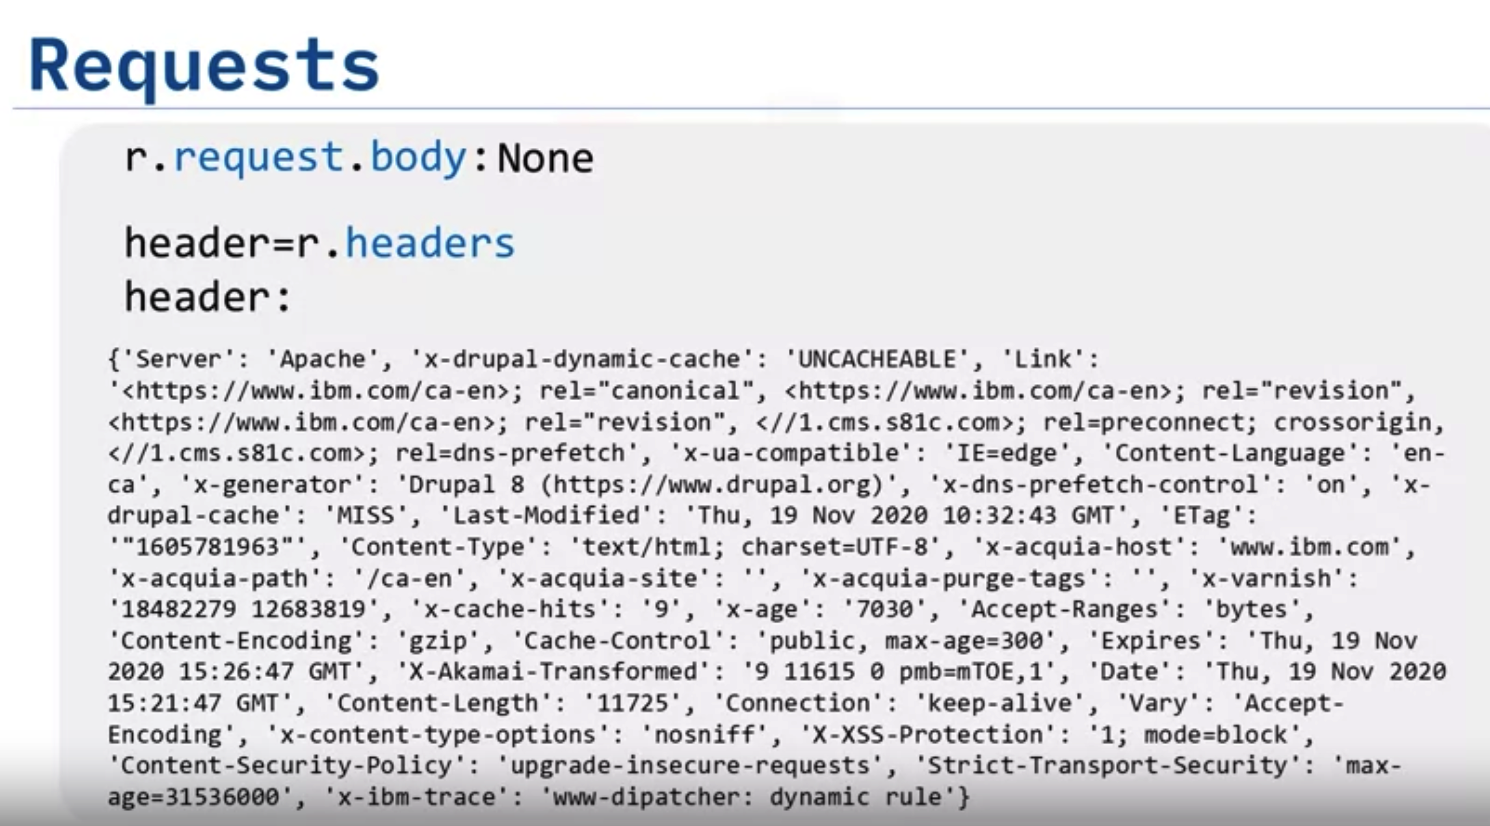 Requests
r.request.body:None
header=r.headers
header:
{'Server': 'Apache', 'x-drupal-dynamic-cache': 'UNCACHEABLE', 'Link':
'<https://www.ibm.com/ca-en>; rel="canonical", <https://www.ibm.com/ca-en>; rel="revision",
<https://www.ibm.com/ca-en>; rel="revision", <//1.cms.s81c.com>; rel=preconnect; crossorigin,
<//1.cms.s81c.com>; rel=dns-prefetch', 'x-ua-compatible': 'IE=edge', 'Content-Language': 'en-
ca', 'x-generator': 'Drupal 8 (https://www.drupal.org)', 'x-dns-prefetch-control': 'on', 'x-
drupal-cache': 'MISS', 'Last-Modified': 'Thu, 19 Nov 2020 10:32:43 GMT', 'ETag':
'"1605781963"', 'Content-Type': 'text/html; charset=UTF-8', 'x-acquia-host': 'www.ibm.com',
'x-acquia-path': '/ca-en', 'x-acquia-site': '', 'x-acquia-purge-tags': '', 'x-varnish':
'18482279 12683819', 'x-cache-hits': '9', 'x-age': '7030', 'Accept-Ranges': 'bytes',
'Content-Encoding': 'gzip', 'Cache-Control': 'public, max-age=300', 'Expires': 'Thu, 19 Nov
2020 15:26:47 GMT', 'X-Akamai-Transformed': '9 11615 0 pmb=mTOE,1', 'Date': 'Thu, 19 Nov 2020
15:21:47 GMT', 'Content-Length': '11725', 'Connection': 'keep-alive', 'Vary': 'Accept-
Encoding', 'x-content-type-options': 'nosniff', 'X-XSS-Protection': '1; mode=block',
'Content-Security-Policy': 'upgrade-insecure-requests', 'Strict-Transport-Security': 'max-
age=31536000', 'x-ibm-trace': 'www-dipatcher: dynamic rule'}